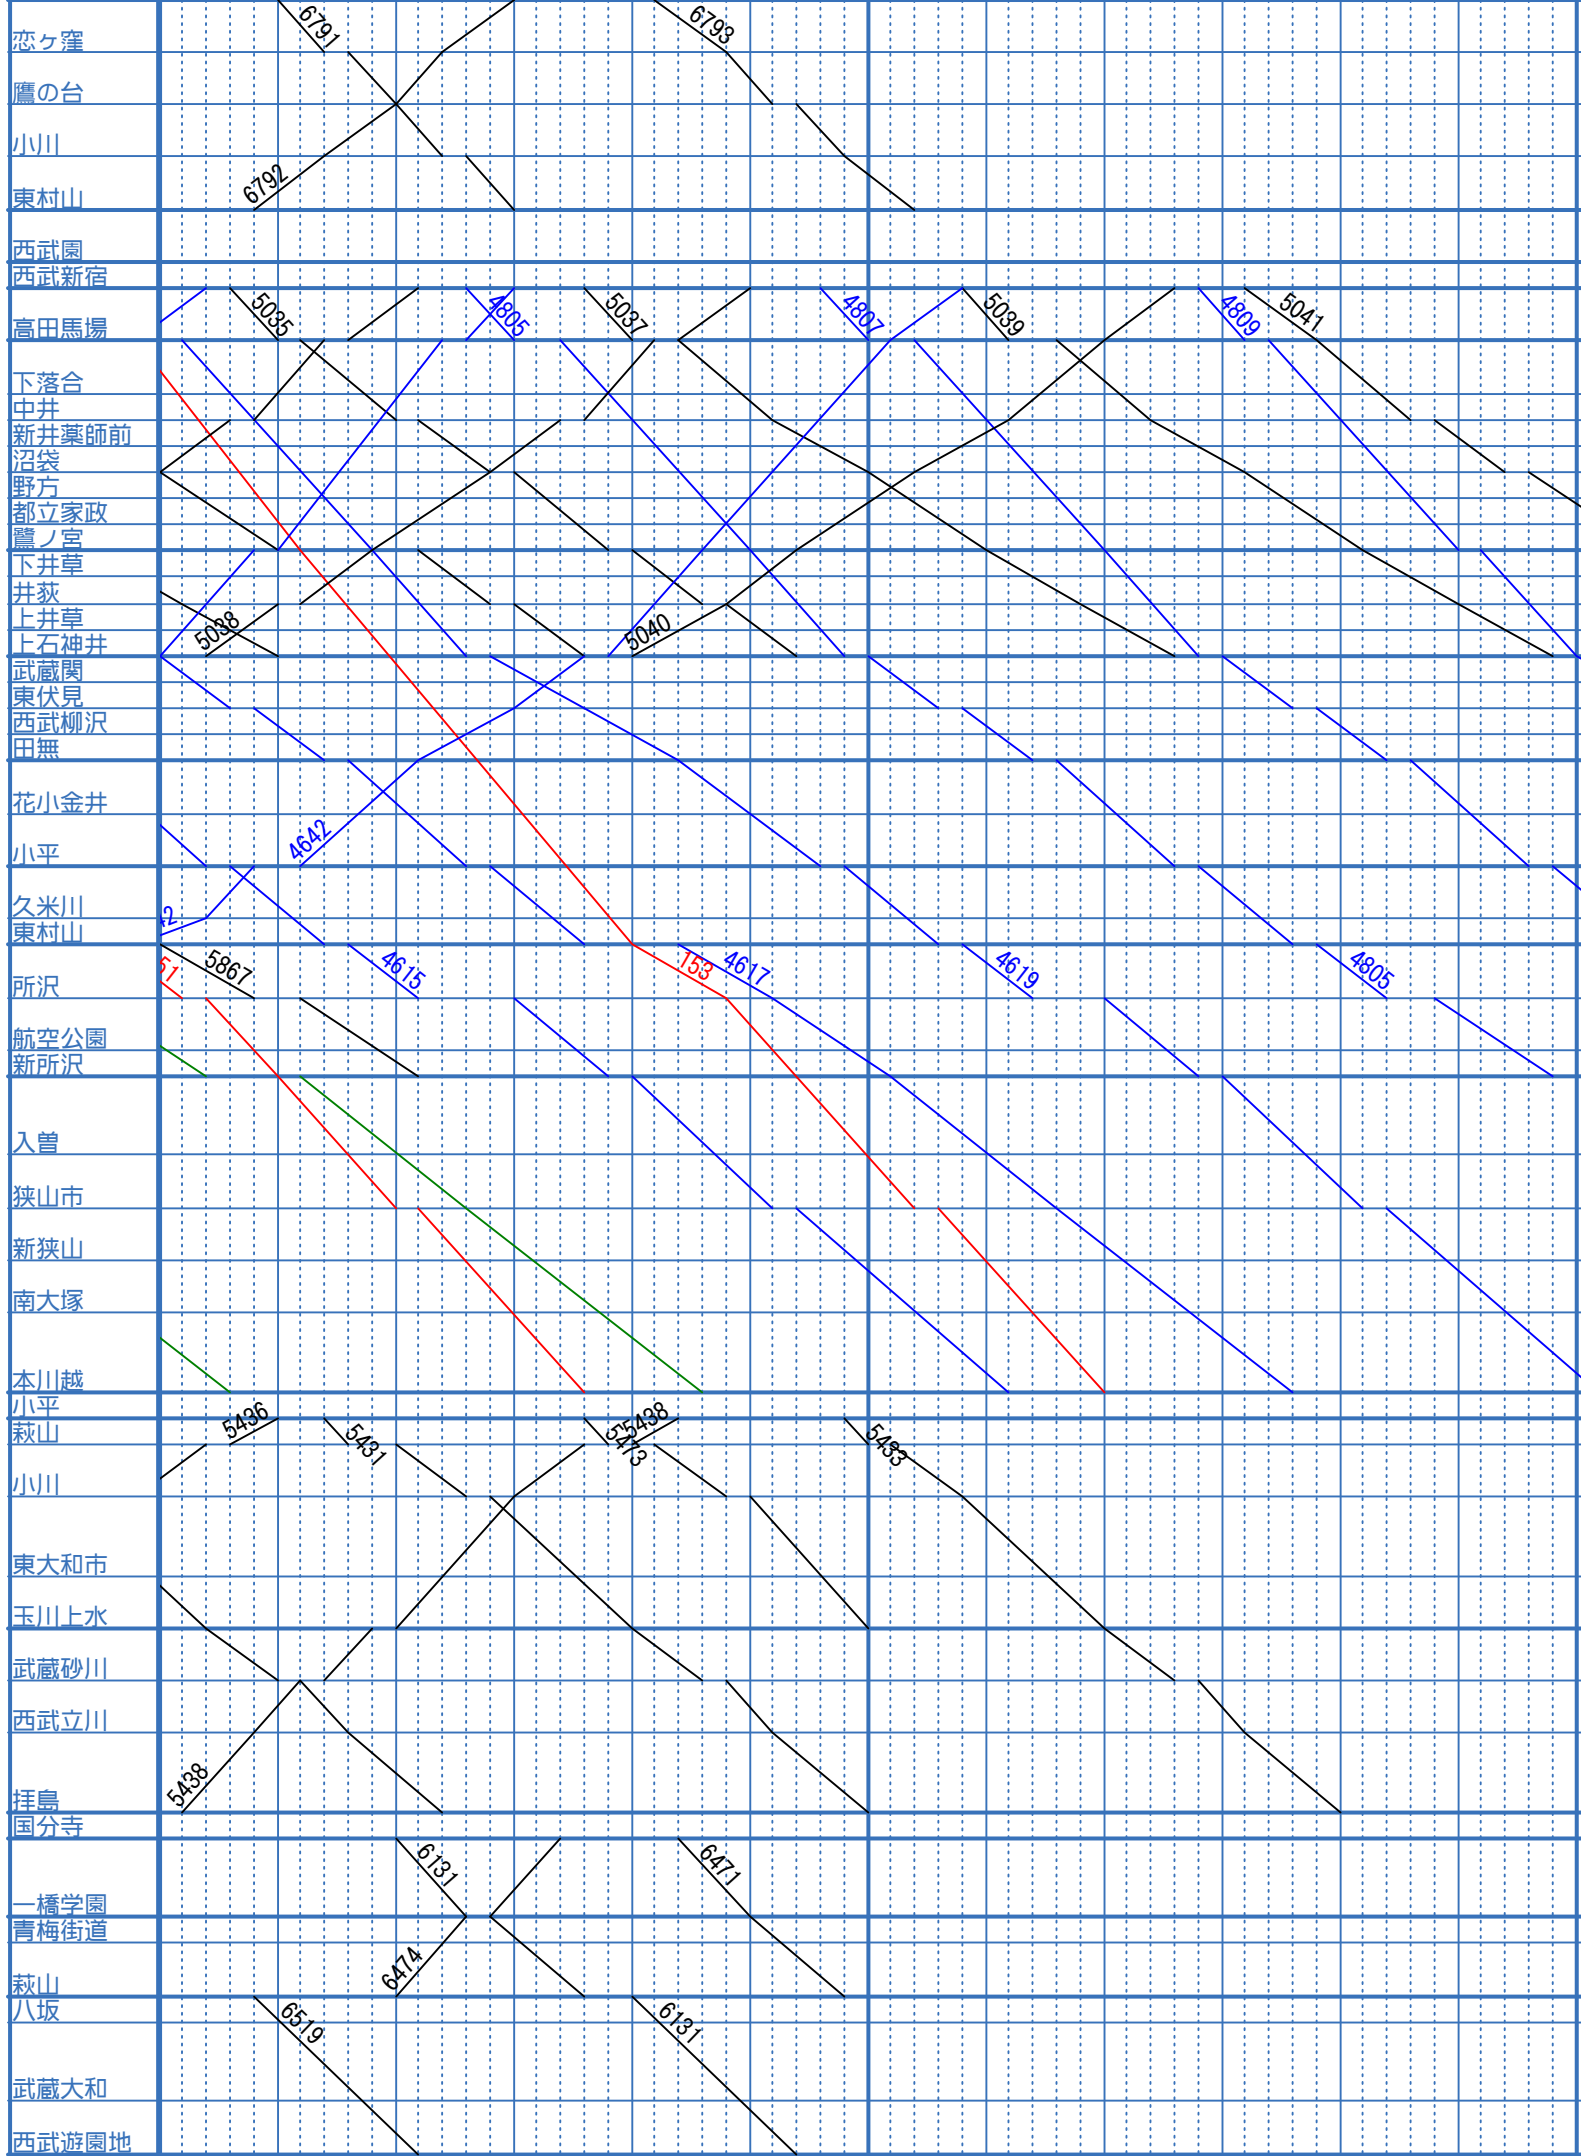 6791
6793
恋ヶ窪
鷹の台
小川
6792
東村山
西武園
西武新宿
5035
4805
5037
4807
5039
4809
5041
高田馬場
下落合
中井
新井薬師前
沼袋
野方
都立家政
鷺ノ宮
下井草
井荻
上井草
5038
5040
上石神井
武蔵関
東伏見
西武柳沢
田無
花小金井
4642
小平
久米川
42
東村山
51
5867
4615
153
4617
4619
4805
所沢
航空公園
新所沢
入曽
狭山市
新狭山
南大塚
本川越
小平
5436
5438
萩山
5431
5473
5433
小川
東大和市
玉川上水
武蔵砂川
西武立川
5438
拝島
国分寺
6131
6471
一橋学園
青梅街道
6474
萩山
八坂
6519
6131
武蔵大和
西武遊園地